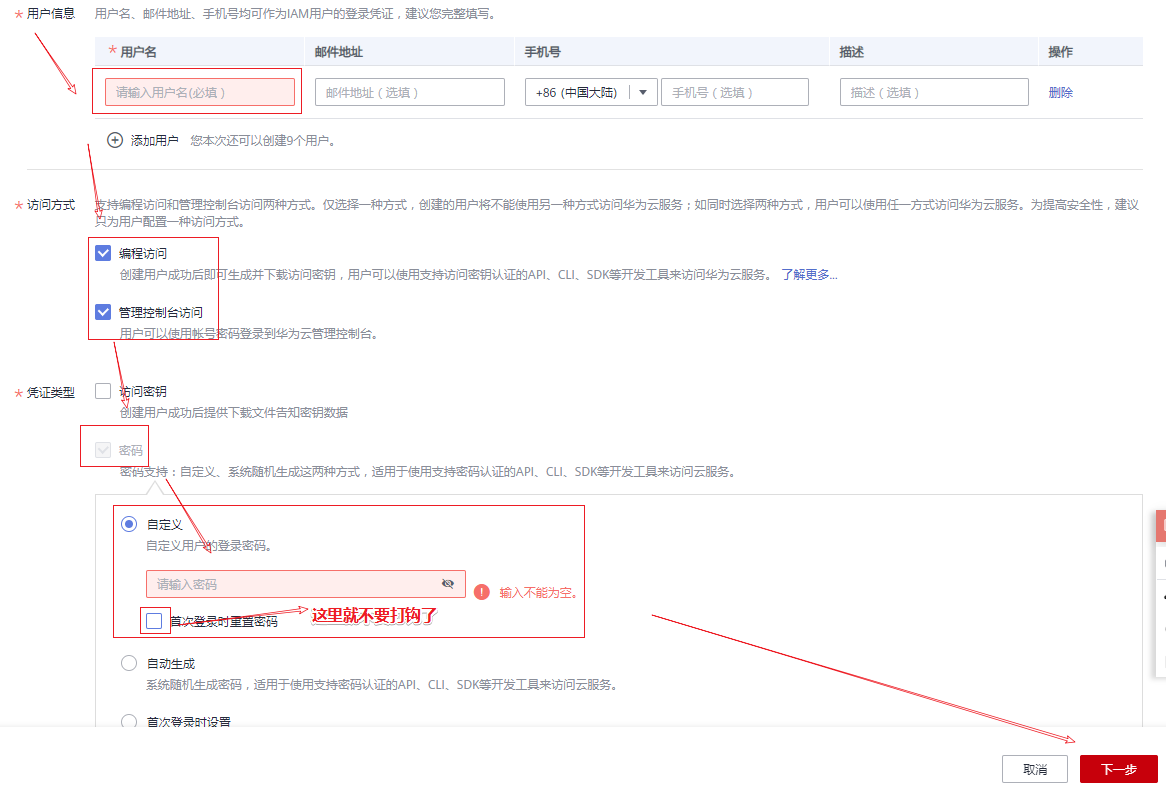 * 用户信息 用户名、邮件地址、手机号均可作为IAM用户的登录凭证，建议您完整填写。
* 用户名 邮件地址 手机号 描述 操作
请输入用户名(必填） 邮件地址（选填） +86 (中国大陆) 手机号（选填） 描述（选填） 删除
添加用户 您本次还可以创建9个用户。
* 访问方式 支持编程访问和管理控制台访问两种方式。仅选择一种方式，创建的用户将不能使用另一种方式访问华为云服务；如同时选择两种方式，用户可以使用任一方式访问华为云服务。为提高安全性，建议
只为用户配置一种访问方式。
编程访问
创建用户成功后即可生成并下载访问密钥，用户可以使用支持访问密钥认证的API、CLI、SDK等开发工具来访问华为云服务。 了解更多...
管理控制台访问
用户可以使用帐号密码登录到华为云管理控制台。
* 凭证类型 访问密钥
创建用户成功后提供下载文件告知密钥数据
密码
密码支持：自定义、系统随机生成这两种方式，适用于使用支持密码认证的API、CLI、SDK等开发工具来访问云服务。
自定义
自定义用户的登录密码。
请输入密码 ! 输入不能为空。
首次登录时重置密码 这里就不要打钩了
自动生成
系统随机生成密码，适用于使用支持密码认证的API、CLI、SDK等开发工具来访问云服务。
首次登录时设置
取消 下一步